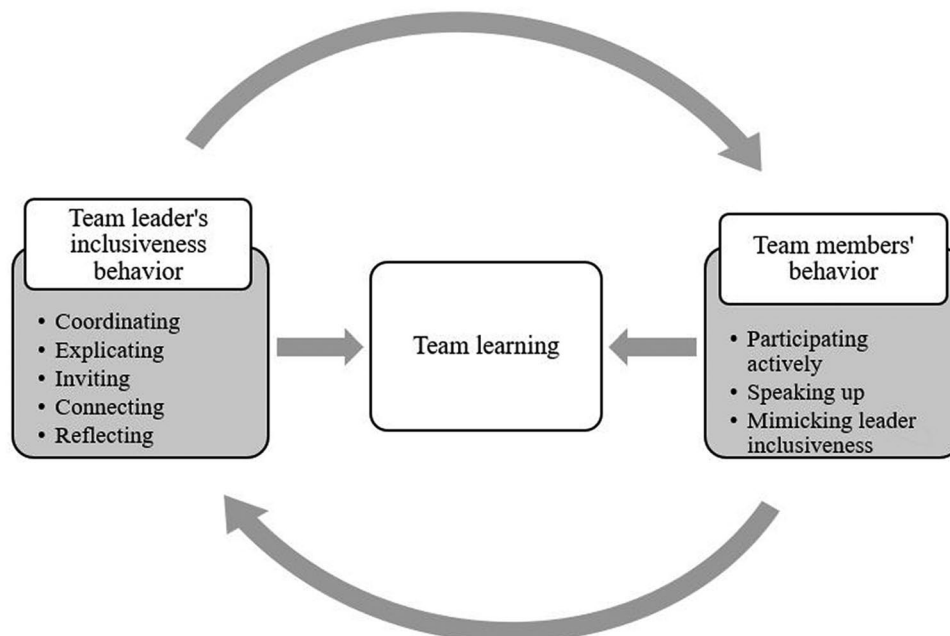 Team leader's
inclusiveness
behavior
• Coordinating
• Explicating
• Inviting
• Connecting
• Reflecting
Team learning
Team members'
behavior
• Participating
actively
• Speaking up
• Mimicking leader
inclusiveness